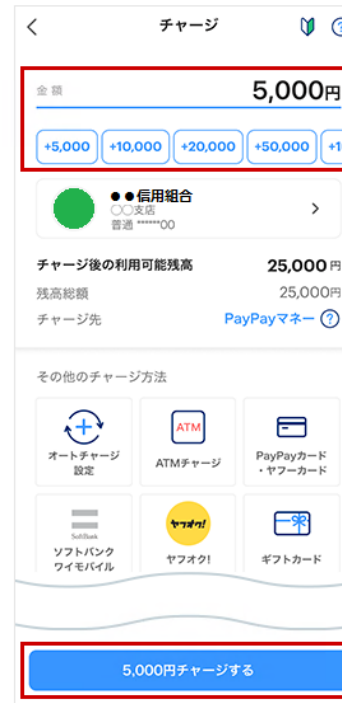 チャージ
金額
5,000円
+5,000 +10,000 +20,000 +50,000 +1
●●信用組合
○○支店
普通 ******00
チャージ後の利用可能残高 25,000円
残高総額 25,000円
チャージ先 PayPayマネー ?
その他のチャージ方法
オートチャージ
設定
ATM
ATMチャージ
PayPayカード
・ヤフーカード
SoftBank
ソフトバンク
ワイモバイル
ヤフオク!
ヤフオク!
ギフトカード
5,000円チャージする